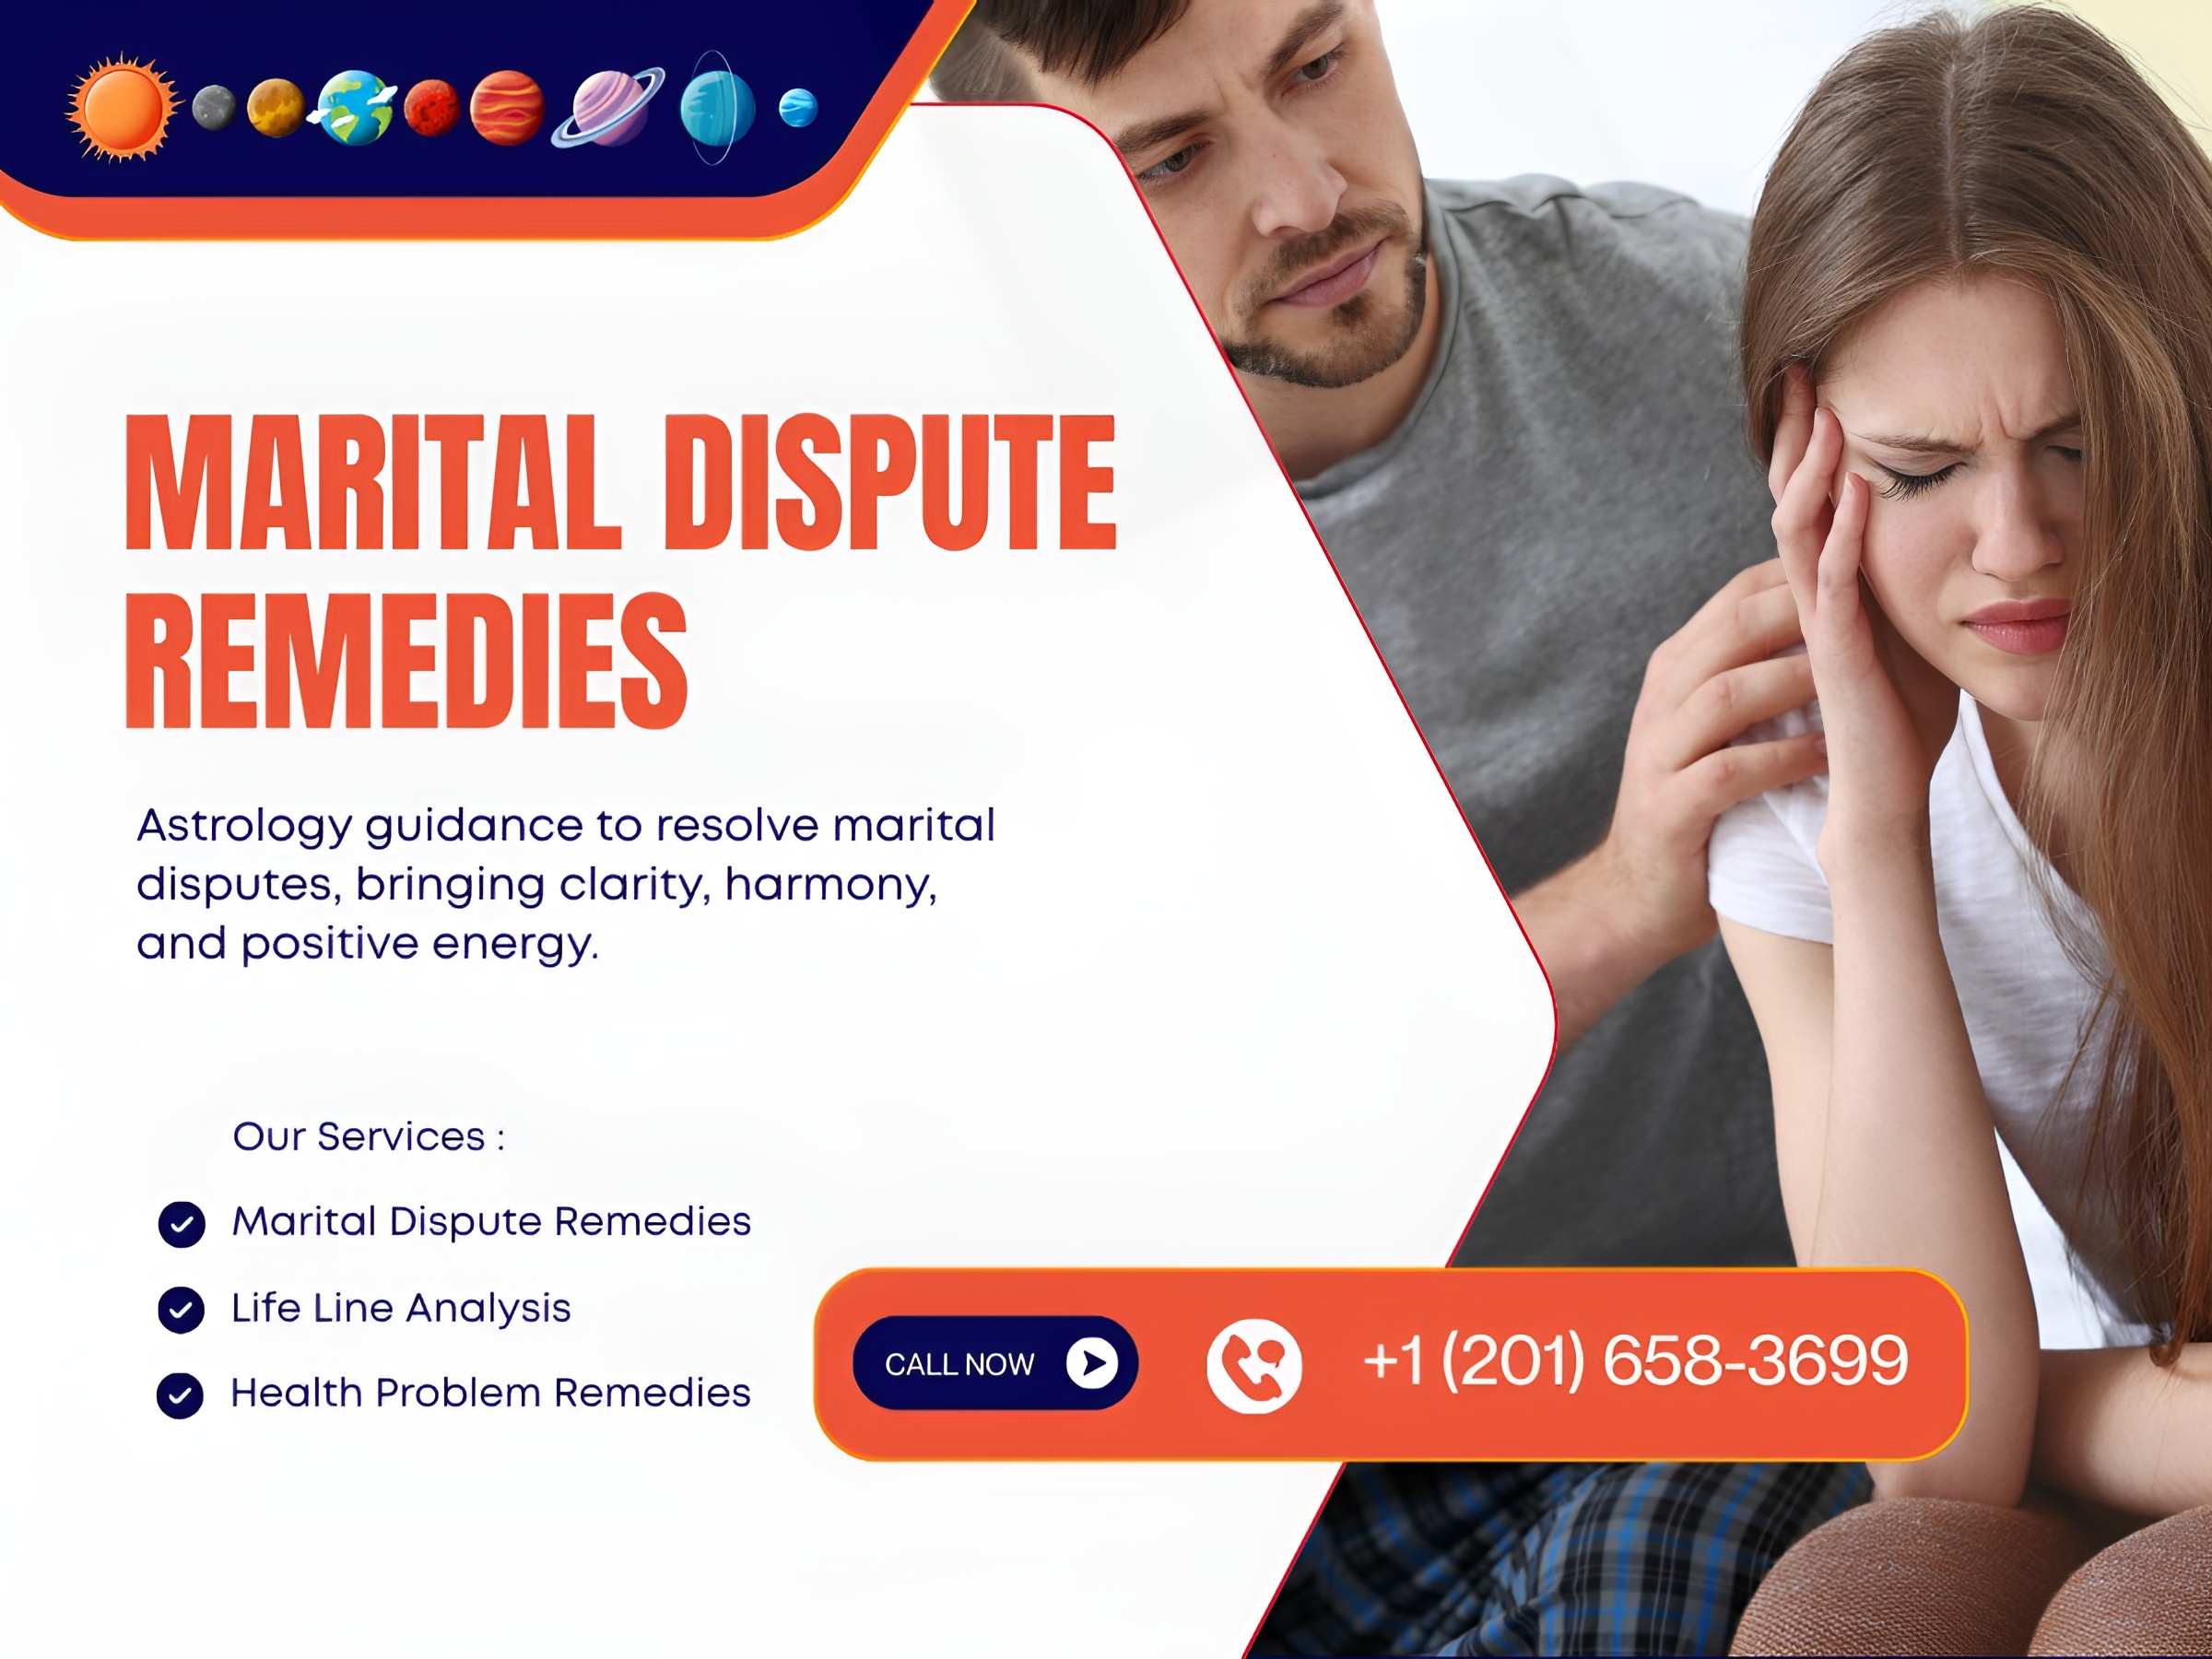 MARITAL DISPUTE
REMEDIES
Astrology guidance to resolve marital
disputes, bringing clarity, harmony,
and positive energy.
Our Services :
Marital Dispute Remedies
Life Line Analysis
Health Problem Remedies
CALL NOW
+1 (201) 658-3699